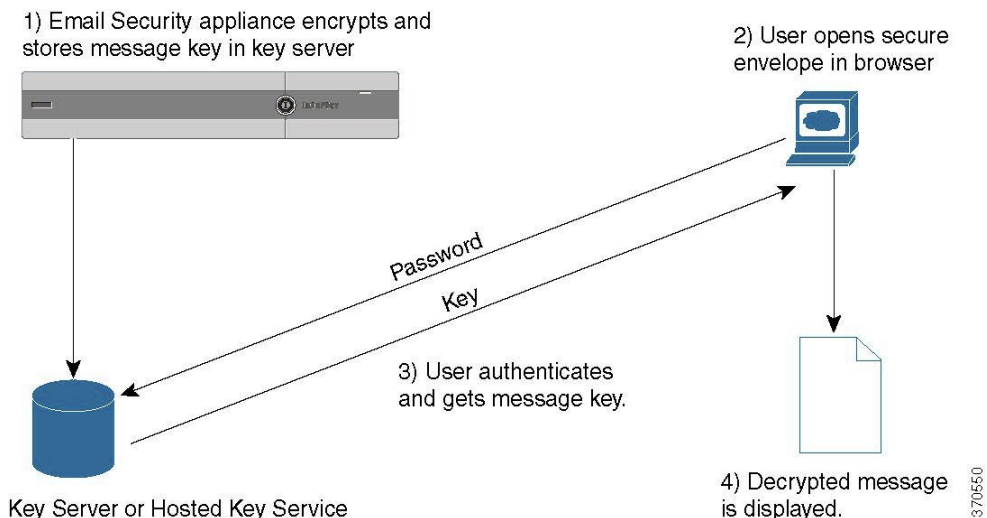 1) Email Security appliance encrypts and
stores message key in key server
2) User opens secure
envelope in browser
Password
Key
3) User authenticates
and gets message key.
Key Server or Hosted Key Service
4) Decrypted message
is displayed.
370550